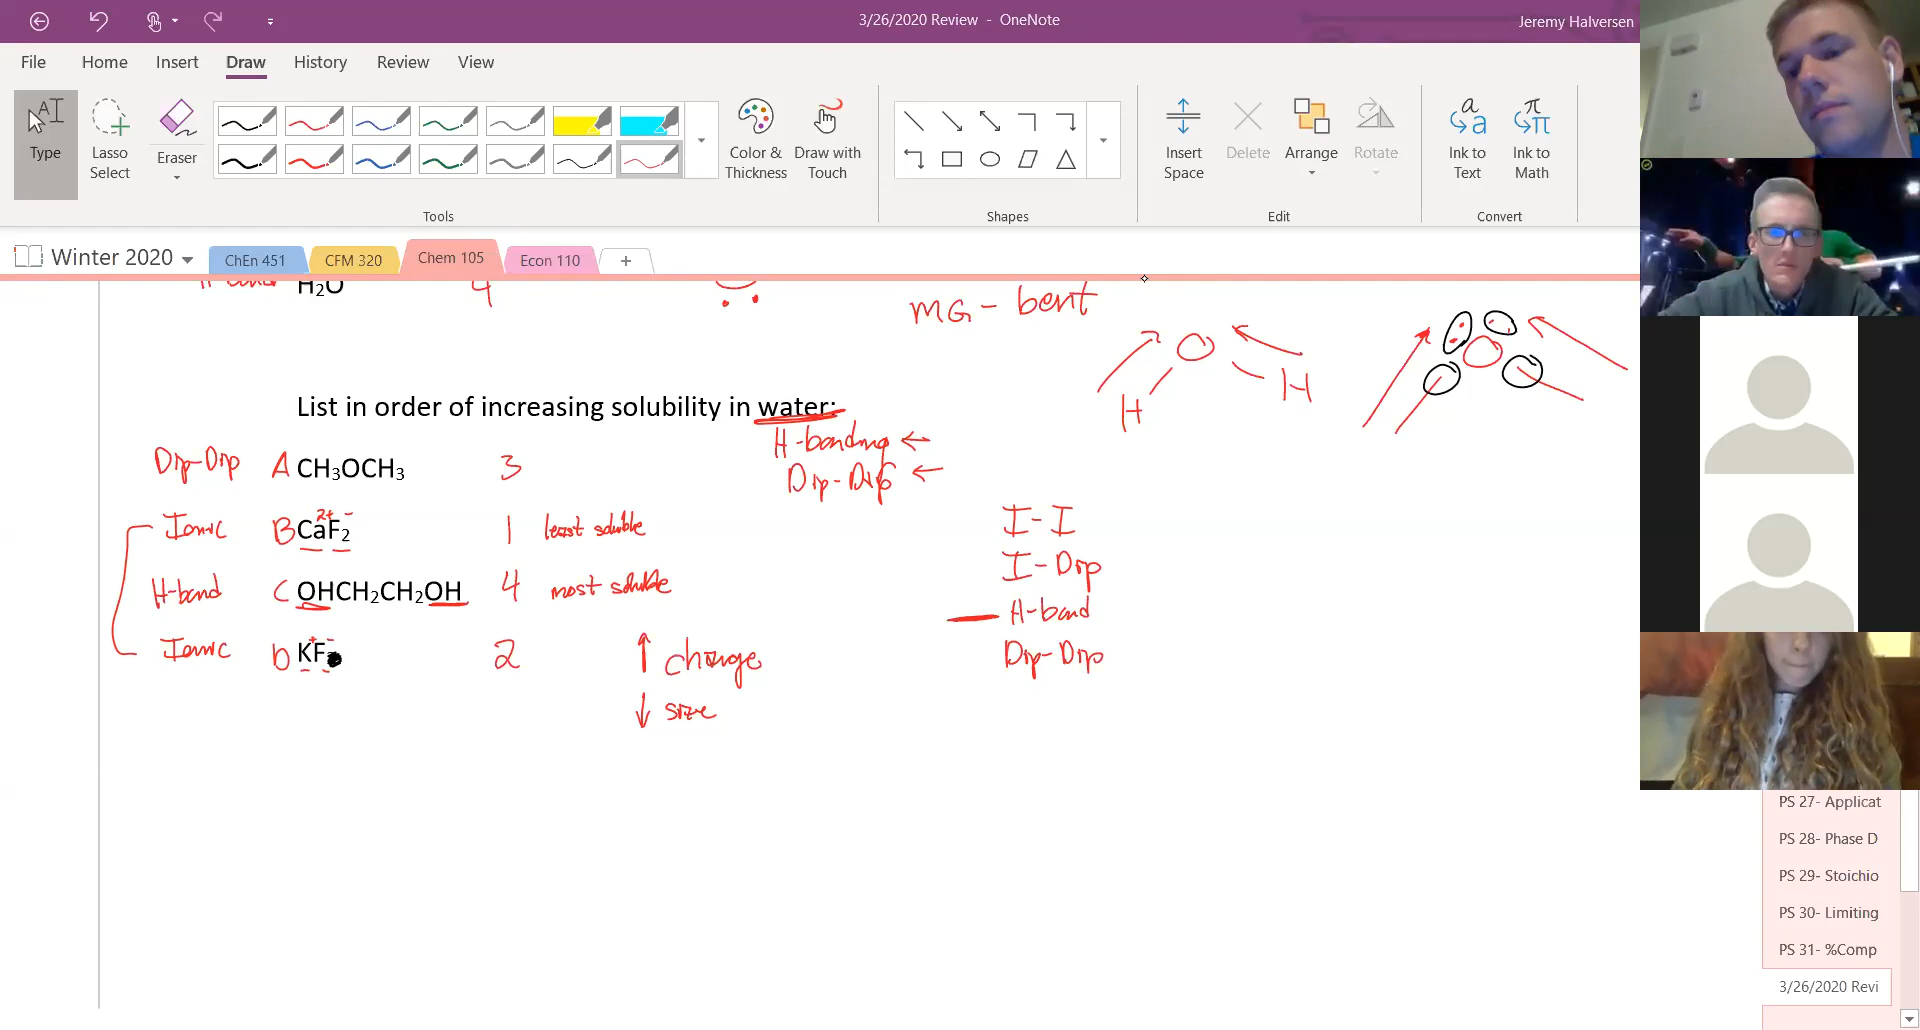 3/26/2020 Review - OneNote
Jeremy Halversen
File Home Insert Draw History Review View
Type
Lasso Select
Eraser
Color & Thickness
Draw with Touch
Insert Space
Delete
Arrange
Rotate
Ink to Text
Ink to Math
Tools
Shapes
Edit
Convert
Winter 2020
ChEn 451
CFM 320
Chem 105
Econ 110
H2O 4
MG - bent
H O H
List in order of increasing solubility in water:
H-bonding ←
Dip-Dip ←
Dip-Dip A CH3OCH3 3
Ionic B CaF2 2+ - 1 least soluble
H-bond C OHCH2CH2OH 4 most soluble
Ionic D KF + - 2
↑ charge
↓ size
I-I
I-Dip
H-bond
Dip-Dip
PS 27- Applicat
PS 28- Phase D
PS 29- Stoichio
PS 30- Limiting
PS 31- %Comp
3/26/2020 Revi